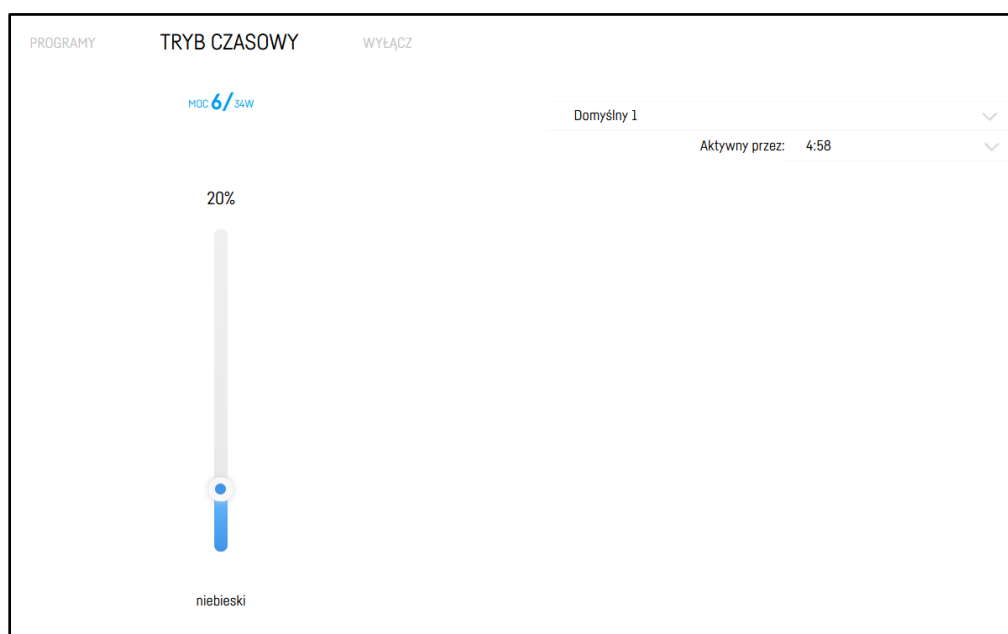 PROGRAMY TRYB CZASOWY WYŁĄCZ
MOC 6/34W
Domyślny 1
Aktywny przez: 4:58
20%
niebieski